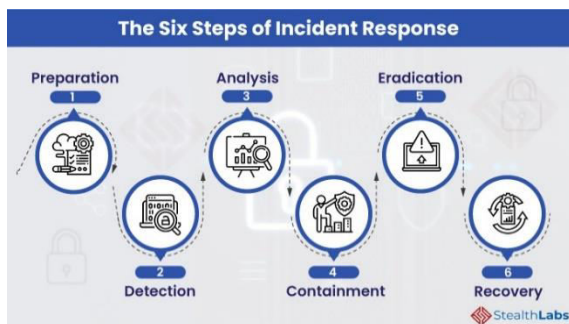 The Six Steps of Incident Response
Preparation
1
2
Detection
Analysis
3
4
Containment
Eradication
5
6
Recovery
StealthLabs